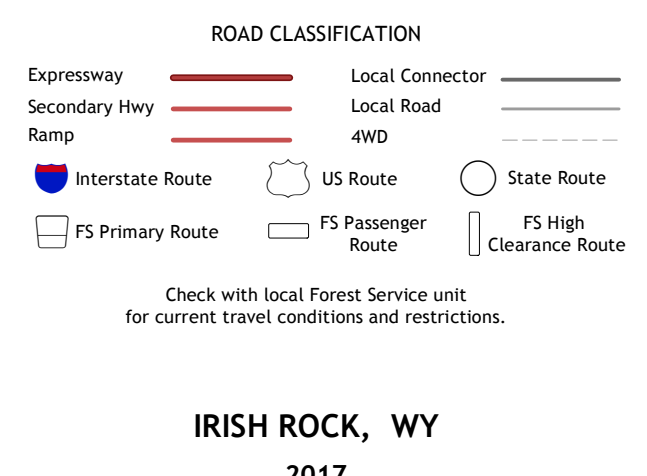 ROAD CLASSIFICATION
Expressway
Local Connector
Secondary Hwy
Local Road
Ramp
4WD
Interstate Route
US Route
State Route
FS Primary Route
FS Passenger
Route
FS High
Clearance Route
Check with local Forest Service unit
for current travel conditions and restrictions.
IRISH ROCK, WY
2017